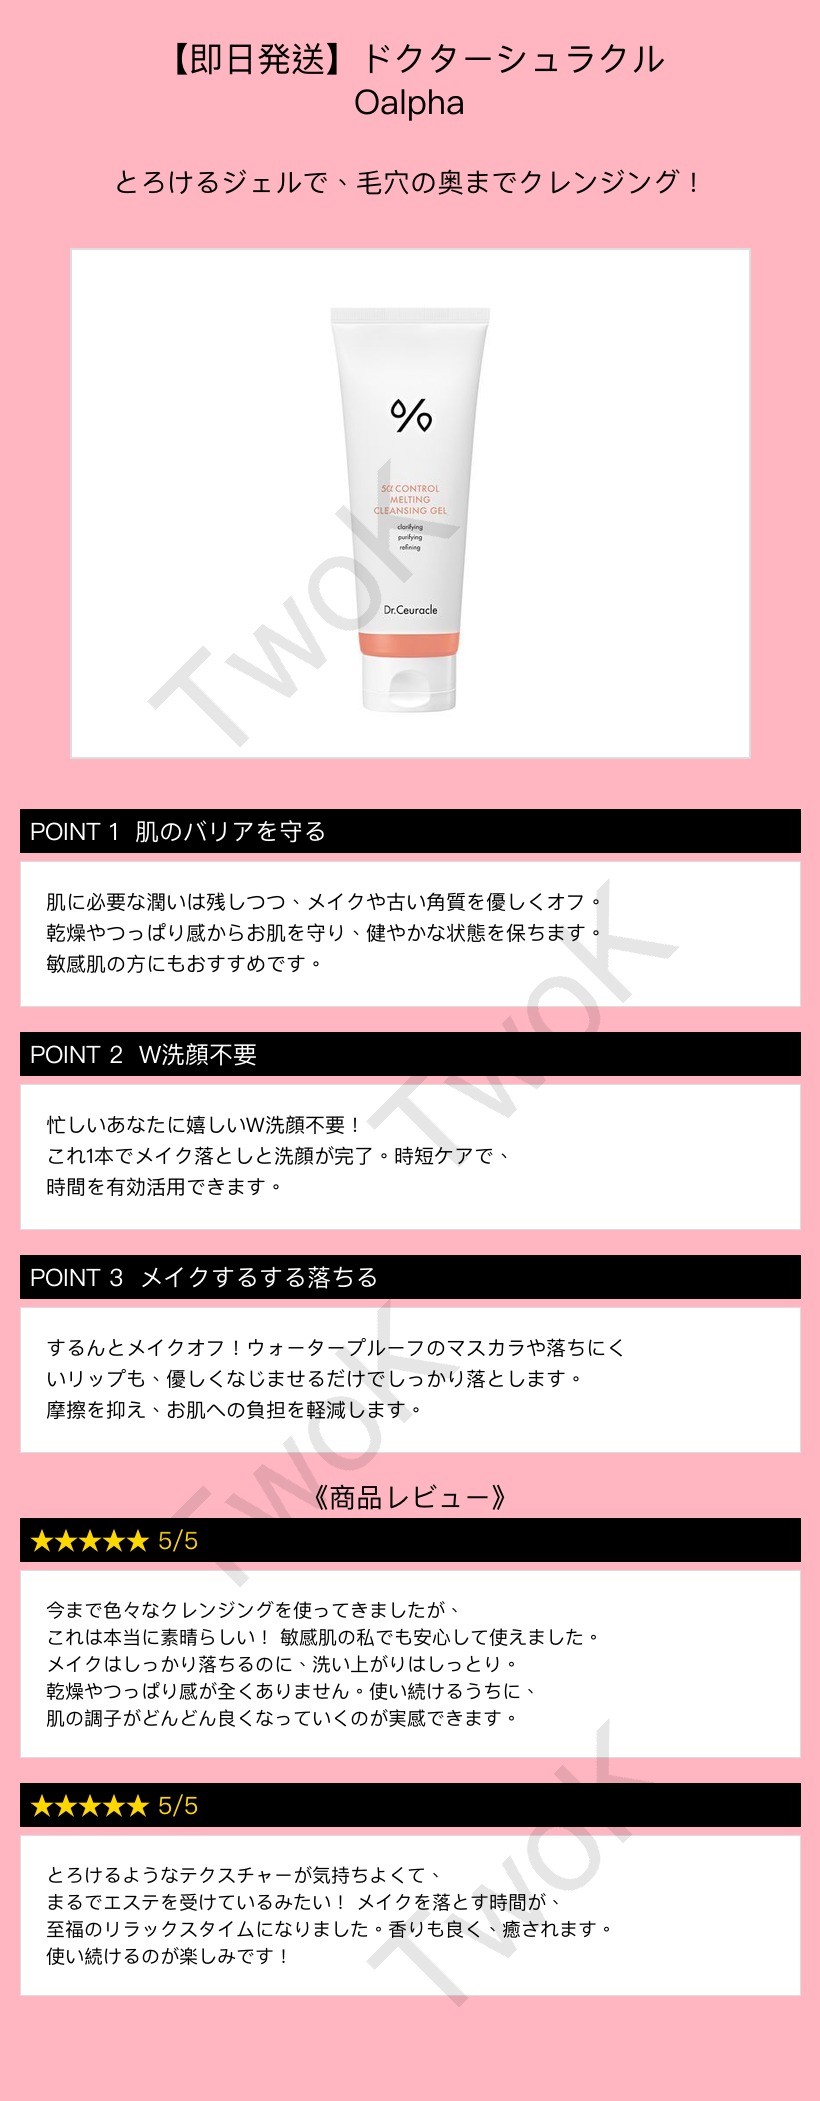 【即日発送】ドクターシュラクル
Oalpha
とろけるジェルで、毛穴の奥までクレンジング！
5α CONTROL
MELTING
CLEANSING GEL
clarifying
purifying
refining
Dr.Ceuracle
TwoK
POINT 1 肌のバリアを守る
肌に必要な潤いは残しつつ、メイクや古い角質を優しくオフ。
乾燥やつっぱり感からお肌を守り、健やかな状態を保ちます。
敏感肌の方にもおすすめです。
TwoK
POINT 2 W洗顔不要
忙しいあなたに嬉しいW洗顔不要！
これ1本でメイク落としと洗顔が完了。時短ケアで、
時間を有効活用できます。
POINT 3 メイクするする落ちる
するんとメイクオフ！ウォータープルーフのマスカラや落ちにく
いリップも、優しくなじませるだけでしっかり落とします。
摩擦を抑え、お肌への負担を軽減します。
TwoK
《商品レビュー》
★★★★★ 5/5
今まで色々なクレンジングを使ってきましたが、
これは本当に素晴らしい！ 敏感肌の私でも安心して使えました。
メイクはしっかり落ちるのに、洗い上がりはしっとり。
乾燥やつっぱり感が全くありません。使い続けるうちに、
肌の調子がどんどん良くなっていくのが実感できます。
★★★★★ 5/5
とろけるようなテクスチャーが気持ちよくて、
まるでエステを受けているみたい！ メイクを落とす時間が、
至福のリラックスタイムになりました。香りも良く、癒されます。
使い続けるのが楽しみです！
TwoK